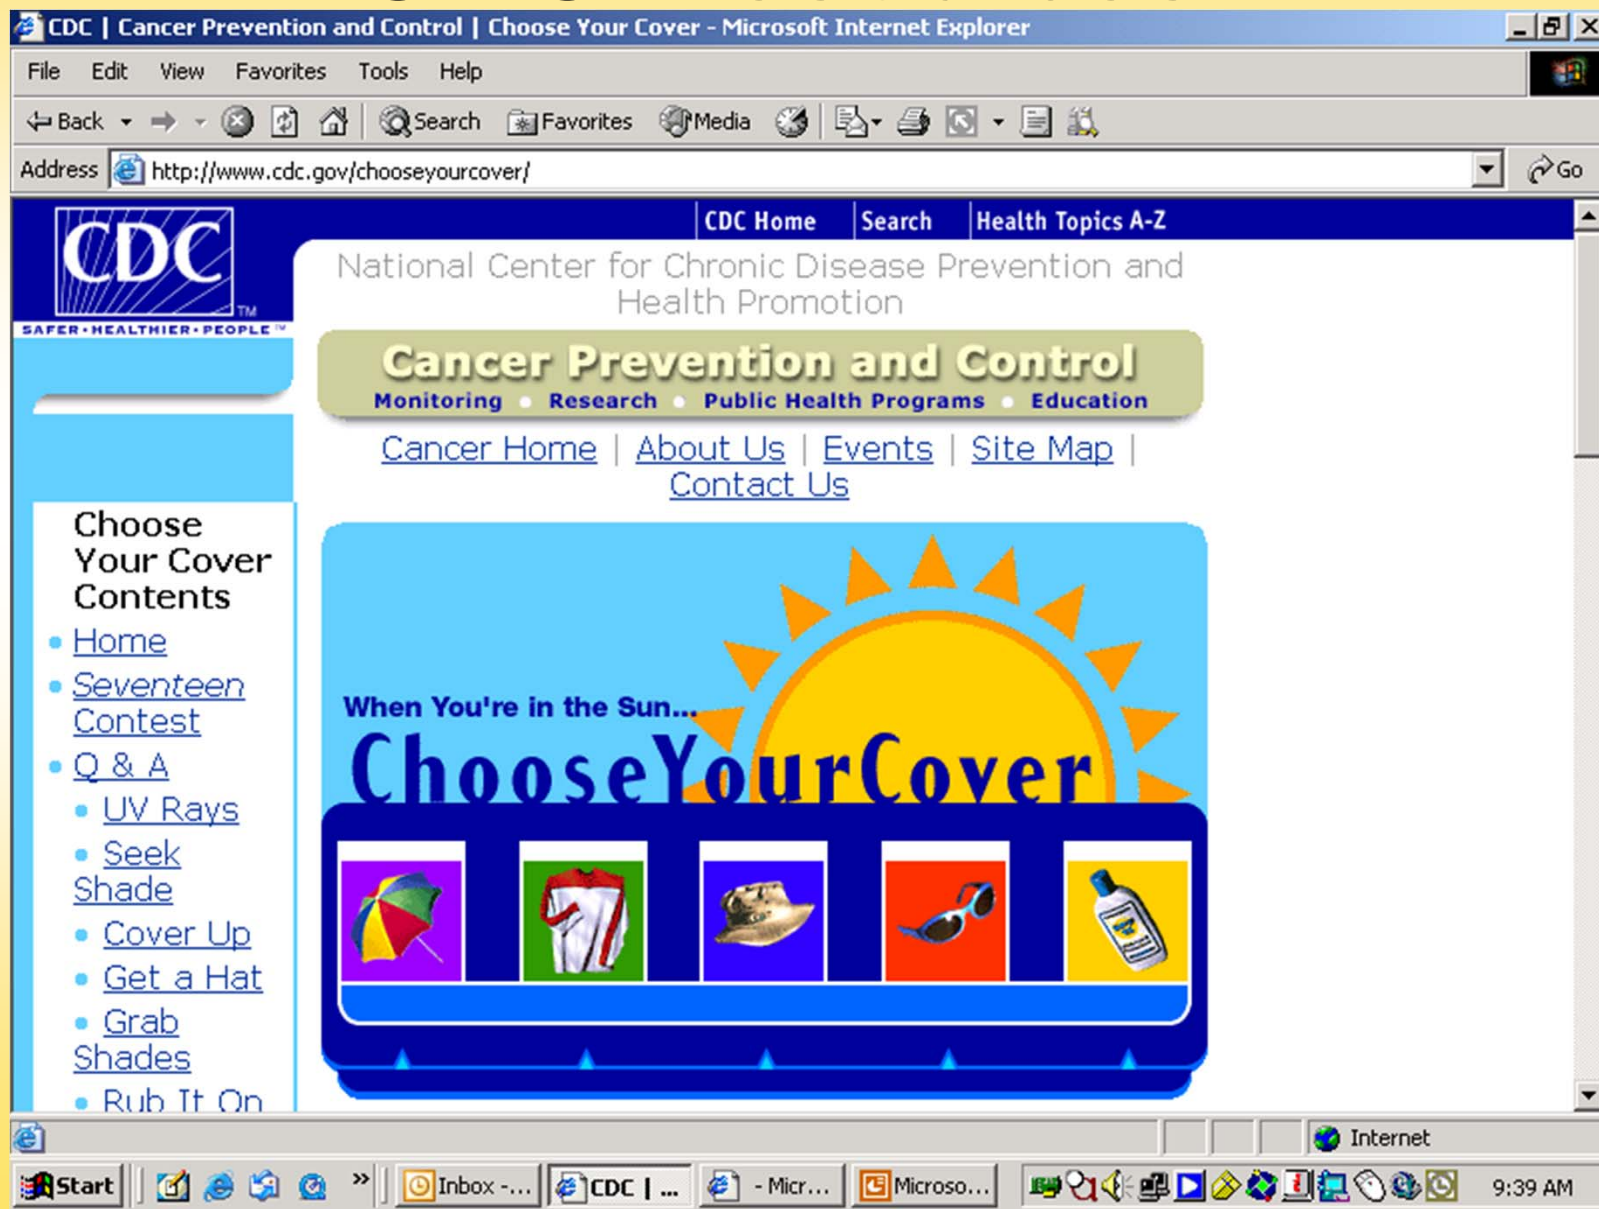 CDC | Cancer Prevention and Control | Choose Your Cover - Microsoft Internet Explorer
File Edit View Favorites Tools Help
Back Search Favorites Media
Address http://www.cdc.gov/chooseyourcover/ Go
CDC Home Search Health Topics A-Z
CDC TM
SAFER·HEALTHIER·PEOPLE™
National Center for Chronic Disease Prevention and
Health Promotion
Cancer Prevention and Control
Monitoring Research Public Health Programs Education
Cancer Home | About Us | Events | Site Map |
Contact Us
Choose
Your Cover
Contents
Home
Seventeen
Contest
Q & A
UV Rays
Seek
Shade
Cover Up
Get a Hat
Grab
Shades
Rub It On
When You're in the Sun...
ChooseYourCover
Internet
Start » Inbox -... CDC | ... - Micr... Microso... 9:39 AM